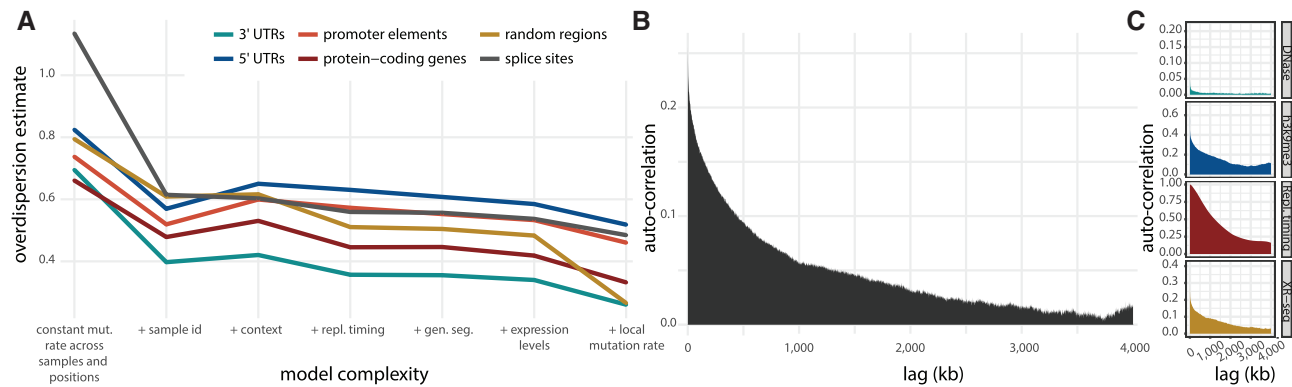 A
3' UTRs
promoter elements
random regions
5' UTRs
protein−coding genes
splice sites
overdispersion estimate
1.0
0.8
0.6
0.4
constant mut.
rate across
samples and
positions
+ sample id
+ context
+ repl. timing
+ gen. seg.
+ expression
levels
+ local
mutation rate
model complexity
B
auto-correlation
0.2
0.1
0.0
0
1,000
2,000
3,000
4,000
lag (kb)
C
auto-correlation
0.20
0.15
0.10
0.05
0.00
DNase
0.6
0.4
0.2
0.0
h3k9me3
1.00
0.75
0.50
0.25
0.00
Repl. timing
0.4
0.3
0.2
0.1
0.0
XR−seq
0
1,000
2,000
3,000
4,000
lag (kb)